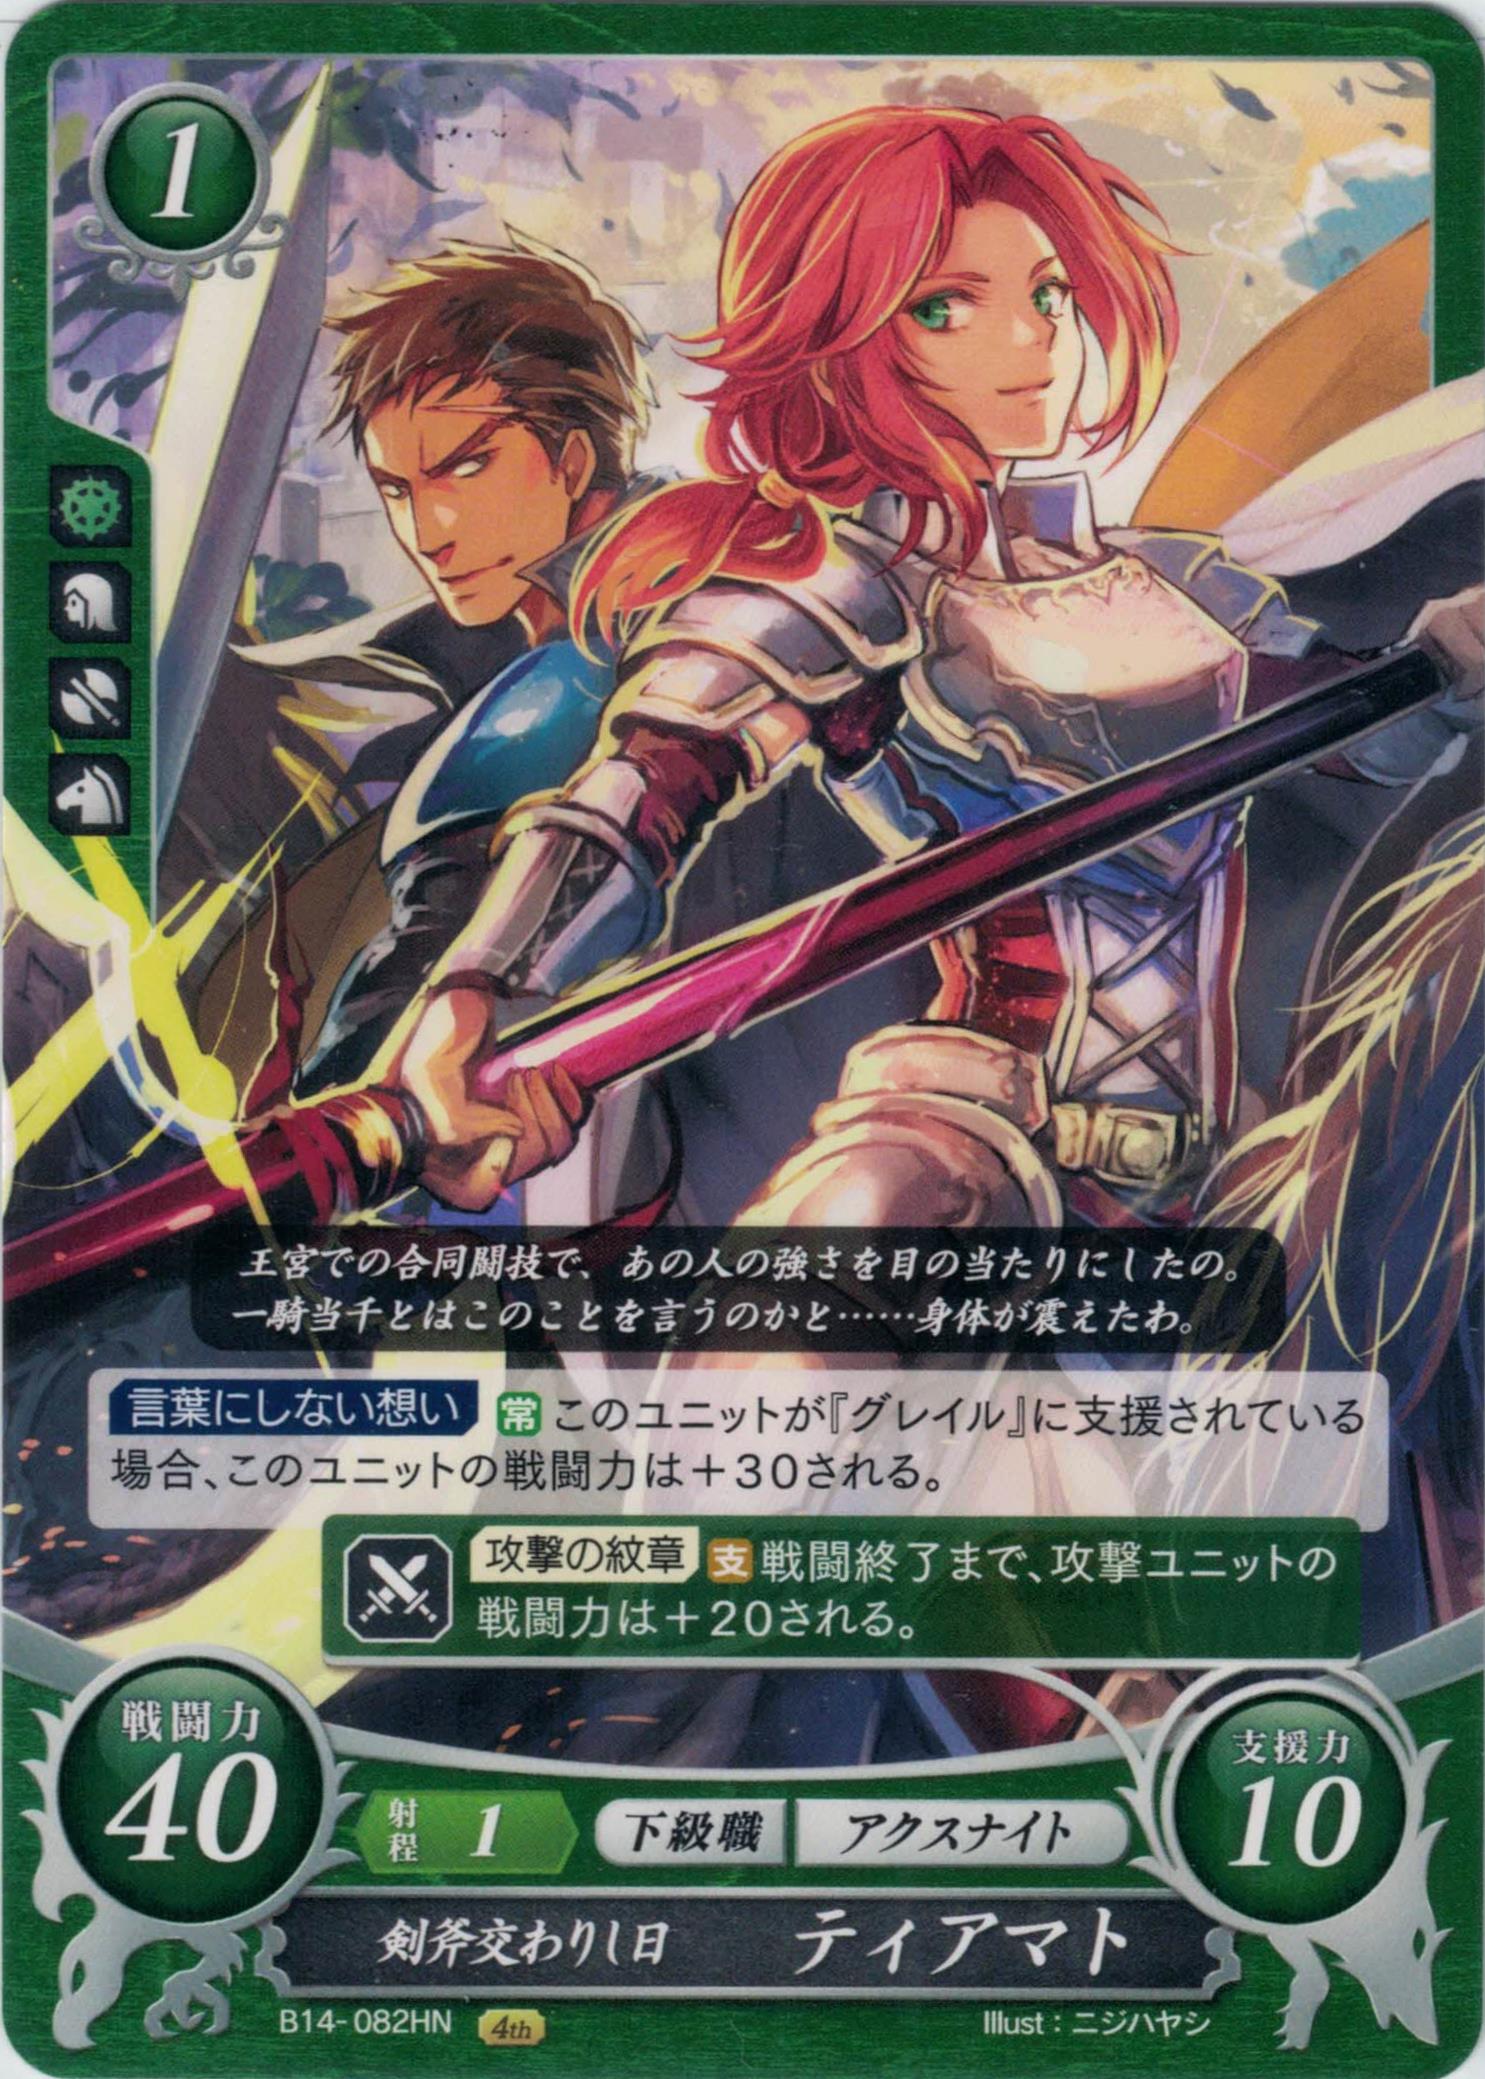 1
王宮での合同闘技で、あの人の強さを目の当たりにしたの。
一騎当千とはこのことを言うのかと……身体が震えたわ。
言葉にしない想い 常 このユニットが『グレイル』に支援されている
場合、このユニットの戦闘力は＋30される。
攻撃の紋章 支 戦闘終了まで、攻撃ユニットの
戦闘力は＋20される。
戦闘力
40
射程 1
下級職 アクスナイト
支援力
10
剣斧交わりし日 ティアマト
B14-082HN 4th Illust：ニジハヤシ